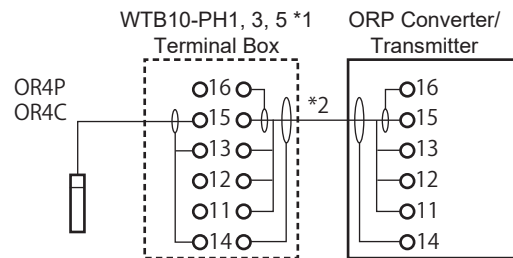 WTB10-PH1, 3, 5 *1
Terminal Box
ORP Converter/
Transmitter
OR4P
OR4C
*2
16
15
13
12
11
14
16
15
13
12
11
14